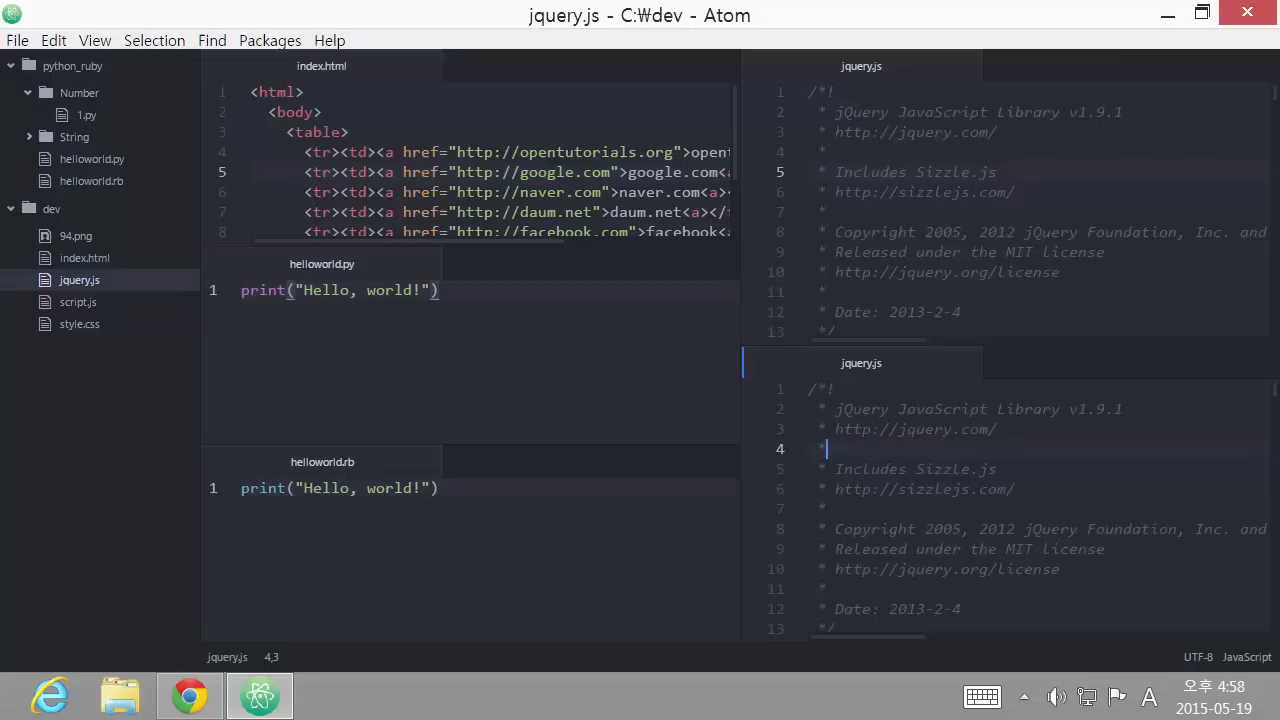 jquery.js - C:₩dev - Atom
File Edit View Selection Find Packages Help
python_ruby
Number
1.py
String
helloworld.py
helloworld.rb
dev
94.png
index.html
jquery.js
script.js
style.css
index.html
1 <html>
2 <body>
3 <table>
4 <tr><td><a href="http://opentutorials.org">opent
5 <tr><td><a href="http://google.com">google.com<a
6 <tr><td><a href="http://naver.com">naver.com<a>
7 <tr><td><a href="http://daum.net">daum.net<a></
8 <tr><td><a href="http://facebook.com">facebook<a
helloworld.py
1 print("Hello, world!")
helloworld.rb
1 print("Hello, world!")
jquery.js
1 /*!
2 * jQuery JavaScript Library v1.9.1
3 * http://jquery.com/
4 *
5 * Includes Sizzle.js
6 * http://sizzlejs.com/
7 *
8 * Copyright 2005, 2012 jQuery Foundation, Inc. and
9 * Released under the MIT license
10 * http://jquery.org/license
11 *
12 * Date: 2013-2-4
13 */
jquery.js
1 /*!
2 * jQuery JavaScript Library v1.9.1
3 * http://jquery.com/
4 *
5 * Includes Sizzle.js
6 * http://sizzlejs.com/
7 *
8 * Copyright 2005, 2012 jQuery Foundation, Inc. and
9 * Released under the MIT license
10 * http://jquery.org/license
11 *
12 * Date: 2013-2-4
13 */
jquery.js 4,3
UTF-8 JavaScript
A
오후 4:58
2015-05-19